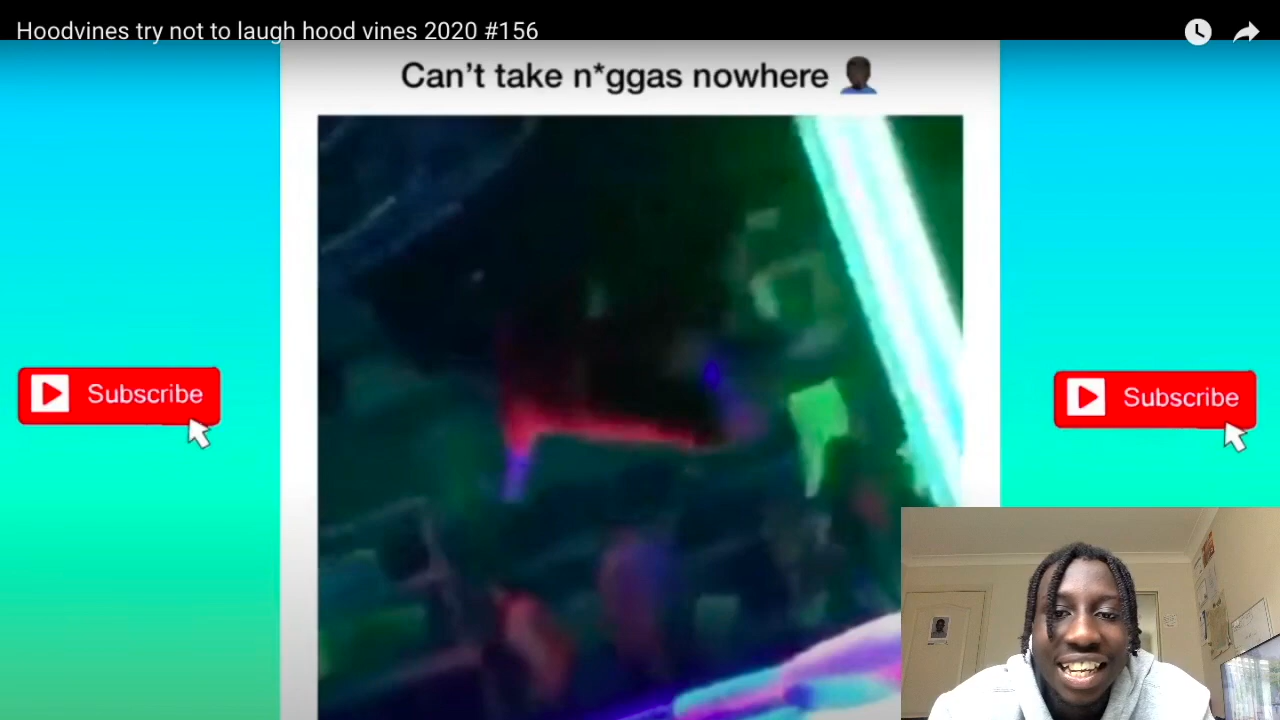 Hoodvines try not to laugh hood vines 2020 #156
Can’t take n*ggas nowhere 🤦🏿‍♂️
Subscribe
Subscribe